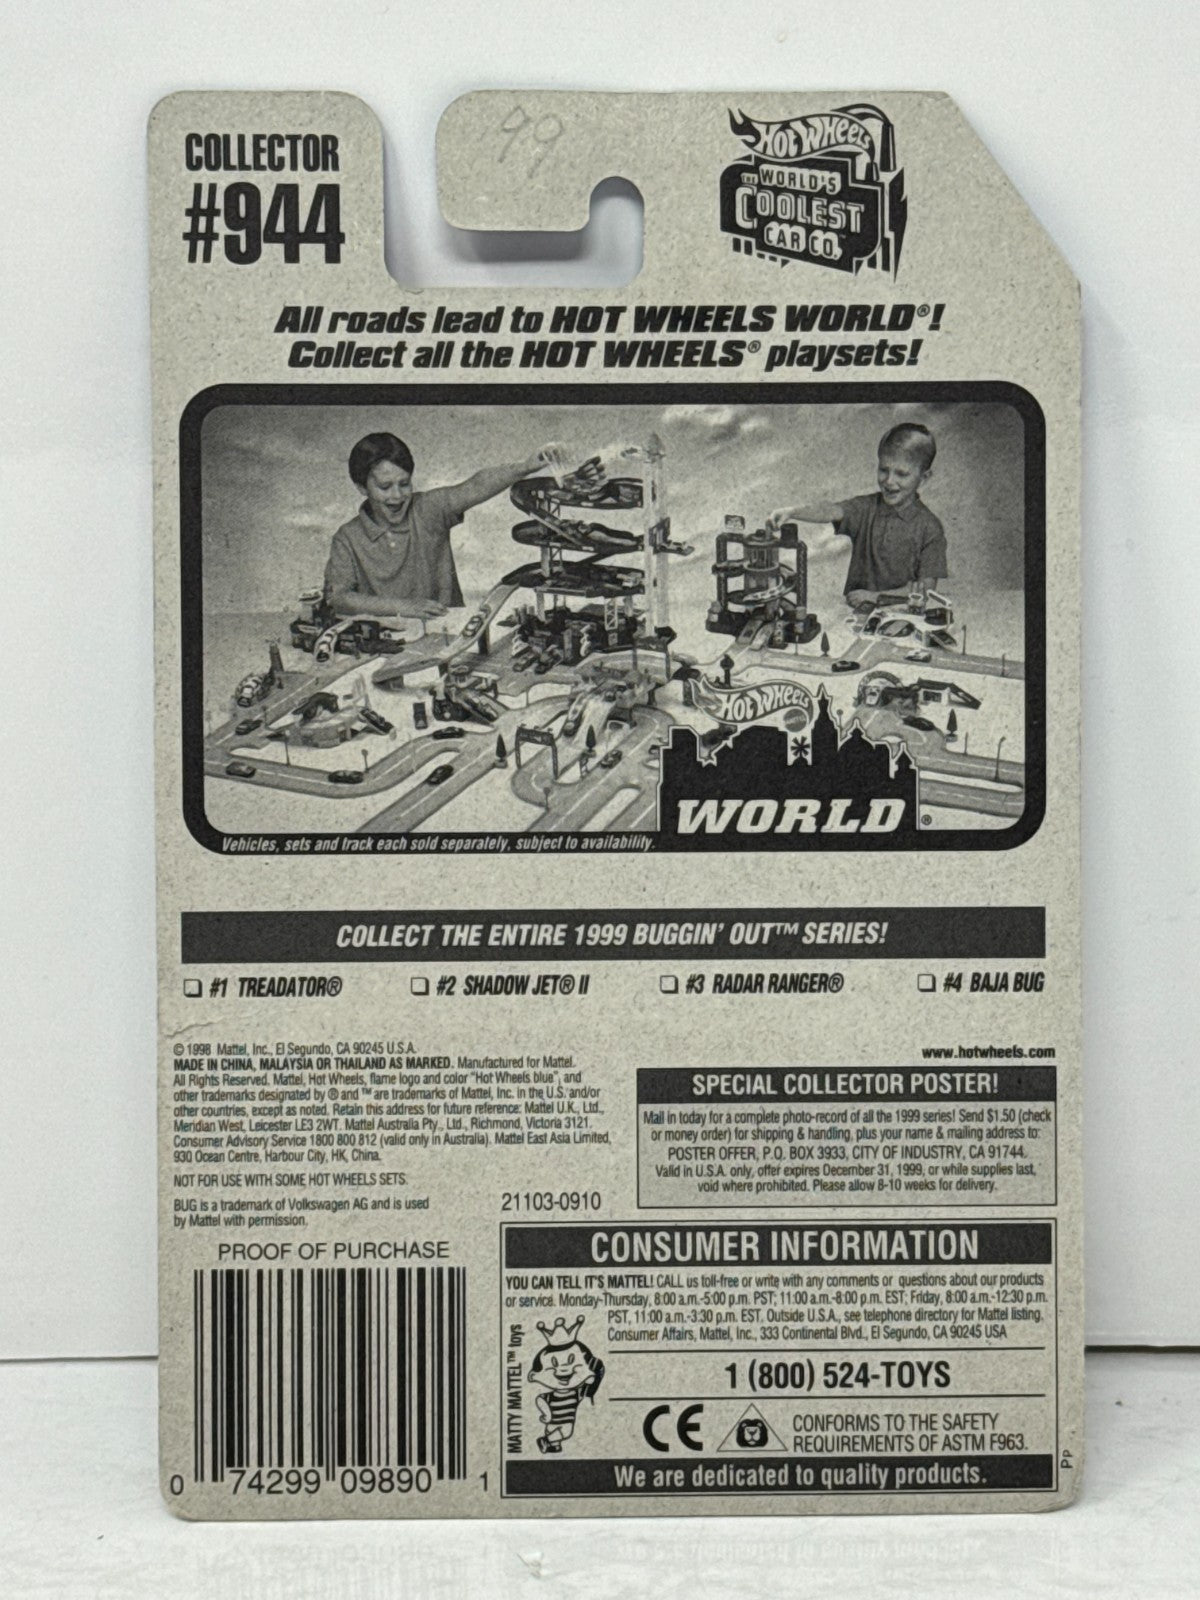 COLLECTOR
#944
99
HOT WHEELS
THE WORLD'S
COOLEST
CAR CO.™
All roads lead to HOT WHEELS WORLD®!
Collect all the HOT WHEELS® playsets!
HOT WHEELS
*
WORLD®
Vehicles, sets and track each sold separately, subject to availability.
COLLECT THE ENTIRE 1999 BUGGIN' OUT™ SERIES!
❏ #1 TREADATOR® ❏ #2 SHADOW JET® II ❏ #3 RADAR RANGER® ❏ #4 BAJA BUG
© 1998 Mattel, Inc., El Segundo, CA 90245 U.S.A.
MADE IN CHINA, MALAYSIA OR THAILAND AS MARKED. Manufactured for Mattel.
All Rights Reserved. Mattel, Hot Wheels, flame logo and color "Hot Wheels blue", and
other trademarks designated by ® and ™ are trademarks of Mattel, Inc. in the U.S. and/or
other countries, except as noted. Retain this address for future reference: Mattel U.K., Ltd.,
Meridian West, Leicester LE3 2WT. Mattel Australia Pty., Ltd., Richmond, Victoria 3121.
Consumer Advisory Service 1800 800 812 (valid only in Australia). Mattel East Asia Limited,
930 Ocean Centre, Harbour City, HK, China.
NOT FOR USE WITH SOME HOT WHEELS SETS.
BUG is a trademark of Volkswagen AG and is used
by Mattel with permission.
21103-0910
www.hotwheels.com
SPECIAL COLLECTOR POSTER!
Mail in today for a complete photo-record of all the 1999 series! Send $1.50 (check
or money order) for shipping & handling, plus your name & mailing address to:
POSTER OFFER, P.O. BOX 3933, CITY OF INDUSTRY, CA 91744.
Valid in U.S.A. only, offer expires December 31, 1999, or while supplies last,
void where prohibited. Please allow 8-10 weeks for delivery.
PROOF OF PURCHASE
0 74299 09890 1
CONSUMER INFORMATION
YOU CAN TELL IT'S MATTEL! CALL us toll-free or write with any comments or questions about our products
or service. Monday-Thursday, 8:00 a.m.-5:00 p.m. PST; 11:00 a.m.-8:00 p.m. EST; Friday, 8:00 a.m.-12:30 p.m.
PST, 11:00 a.m.-3:30 p.m. EST. Outside U.S.A., see telephone directory for Mattel listing.
Consumer Affairs, Mattel, Inc., 333 Continental Blvd., El Segundo, CA 90245 USA
MATTY MATTEL™ toys
1 (800) 524-TOYS
CE
CONFORMS TO THE SAFETY
REQUIREMENTS OF ASTM F963.
We are dedicated to quality products.
PP